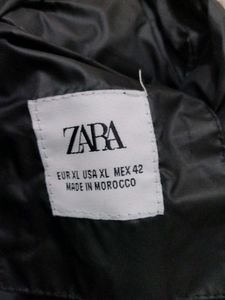 ZARA
EUR XL USA XL MEX 42
MADE IN MOROCCO